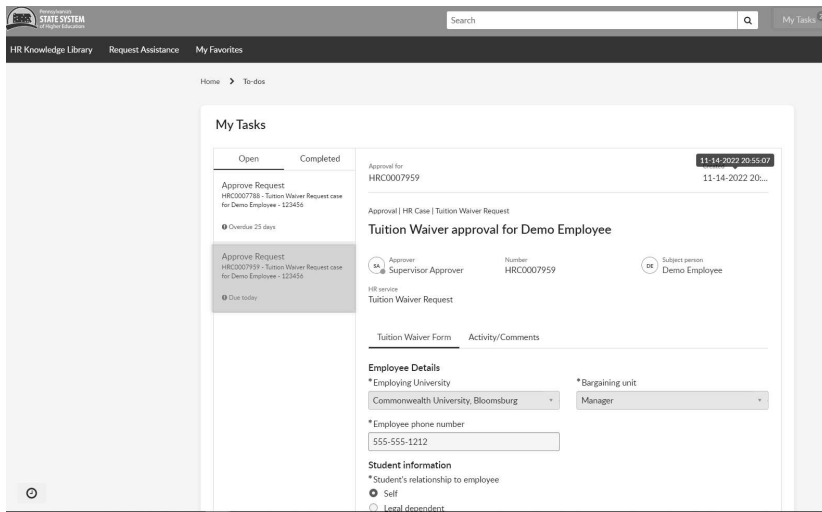 Pennsylvania's
STATE SYSTEM
of Higher Education
Search
My Tasks
HR Knowledge Library Request Assistance My Favorites
Home > To-dos
My Tasks
Open Completed
Approve Request
HRC0007788 - Tuition Waiver Request case
for Demo Employee - 123456
Overdue 25 days
Approve Request
HRC0007959 - Tuition Waiver Request case
for Demo Employee - 123456
Due today
Approval for
HRC0007959
11-14-2022 20:55:07
11-14-2022 20:...
Approval | HR Case | Tuition Waiver Request
Tuition Waiver approval for Demo Employee
SA Approver
Supervisor Approver
Number
HRC0007959
DE Subject person
Demo Employee
HR service
Tuition Waiver Request
Tuition Waiver Form Activity/Comments
Employee Details
*Employing University
Commonwealth University, Bloomsburg
*Bargaining unit
Manager
*Employee phone number
555-555-1212
Student information
*Student's relationship to employee
Self
Legal dependent